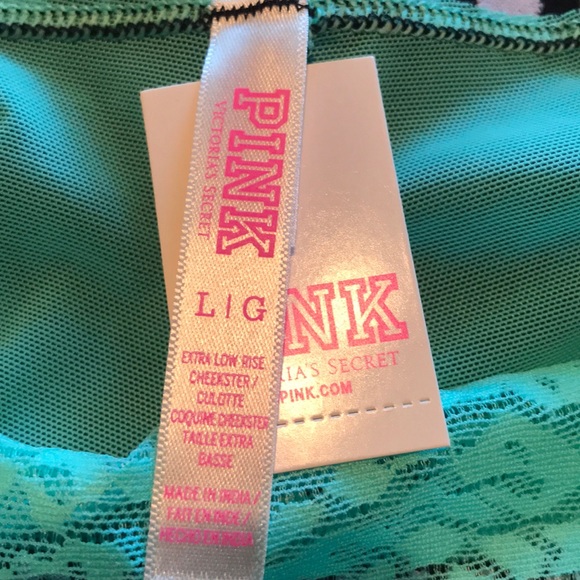 PINK
VICTORIA'S SECRET
L|G
EXTRA LOW RISE
CHEEKSTER/
CULOTTE
COQUINE CHEEKSTER
TAILLE EXTRA
BASSE
MADE IN INDIA/
FAIT EN INDE/
HECHO EN INDIA
NK
IA'S SECRET
PINK.COM